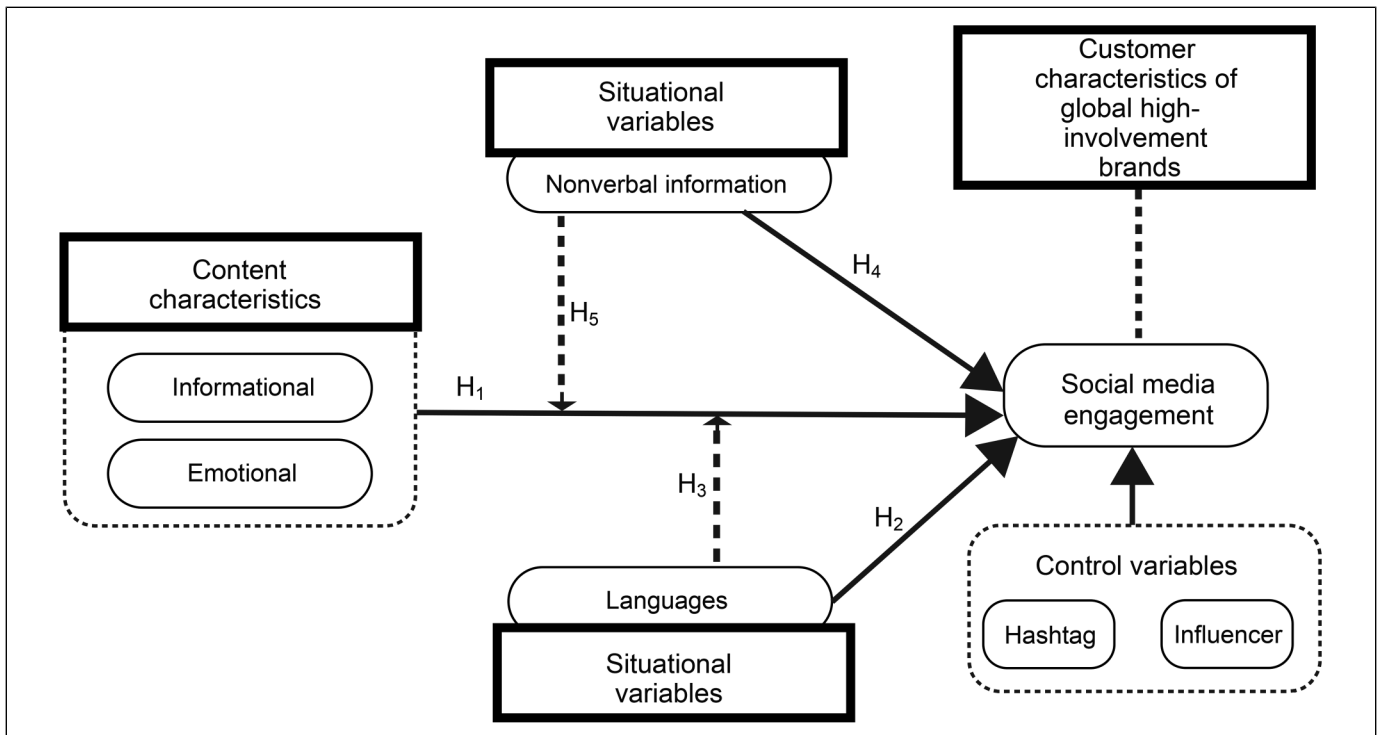 Situational
variables
Nonverbal information
Customer
characteristics of
global high-
involvement
brands
Content
characteristics
Informational
Emotional
H₁
H₅
H₄
H₃
H₂
Social media
engagement
Languages
Situational
variables
Control variables
Hashtag
Influencer